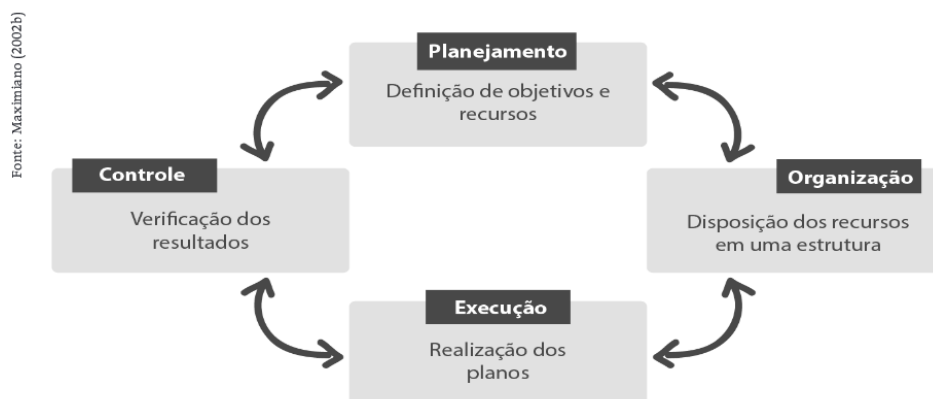 Fonte: Maximiano (2002b)
Planejamento
Definição de objetivos e
recursos
Controle
Verificação dos
resultados
Organização
Disposição dos recursos
em uma estrutura
Execução
Realização dos
planos